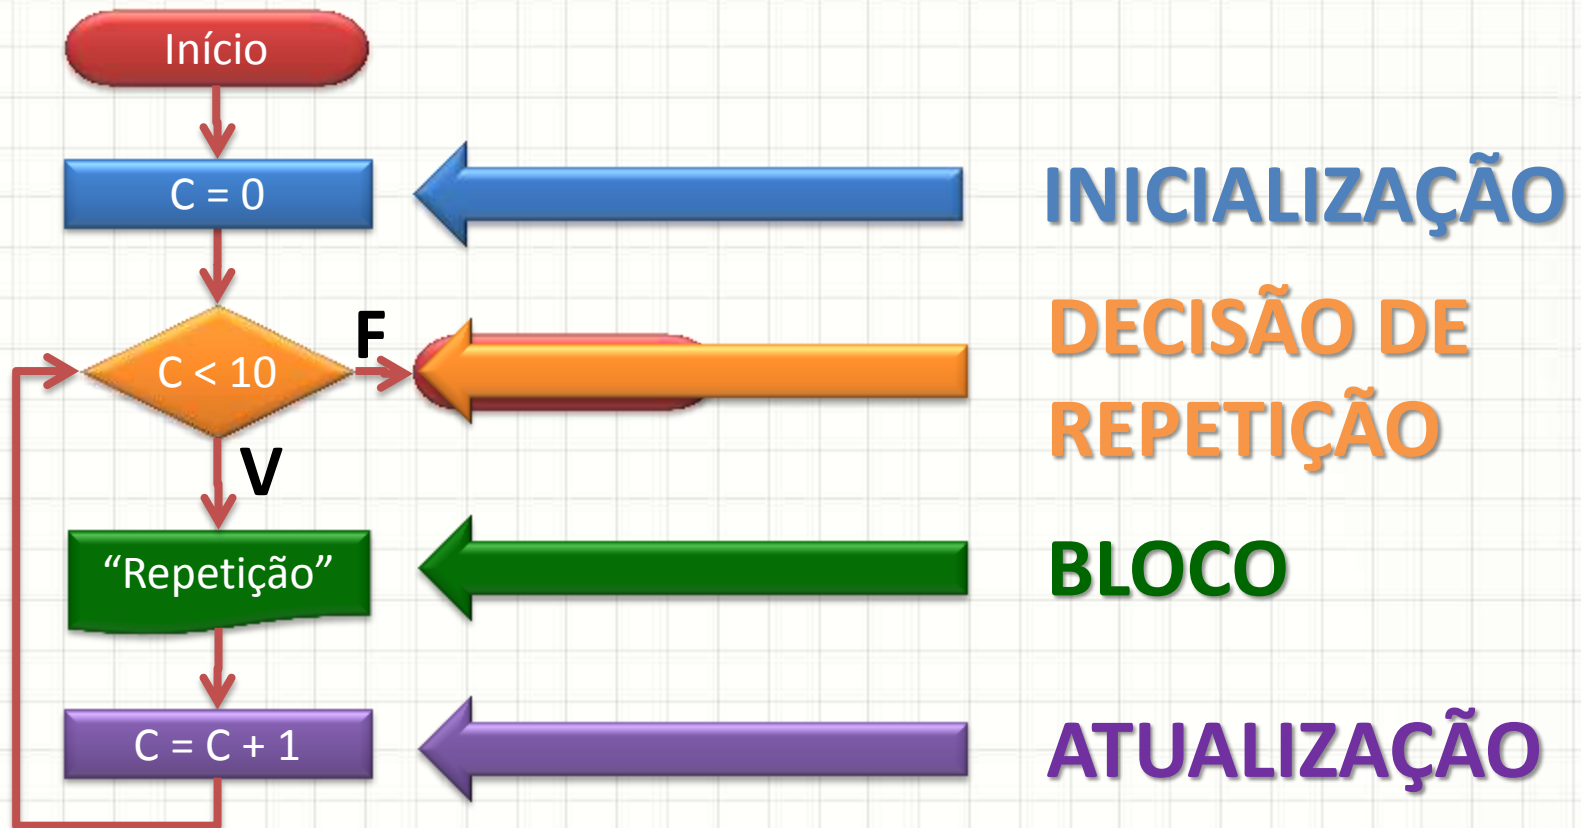 Início
C = 0
INICIALIZAÇÃO
C < 10
F
DECISÃO DE
REPETIÇÃO
V
“Repetição”
BLOCO
C = C + 1
ATUALIZAÇÃO